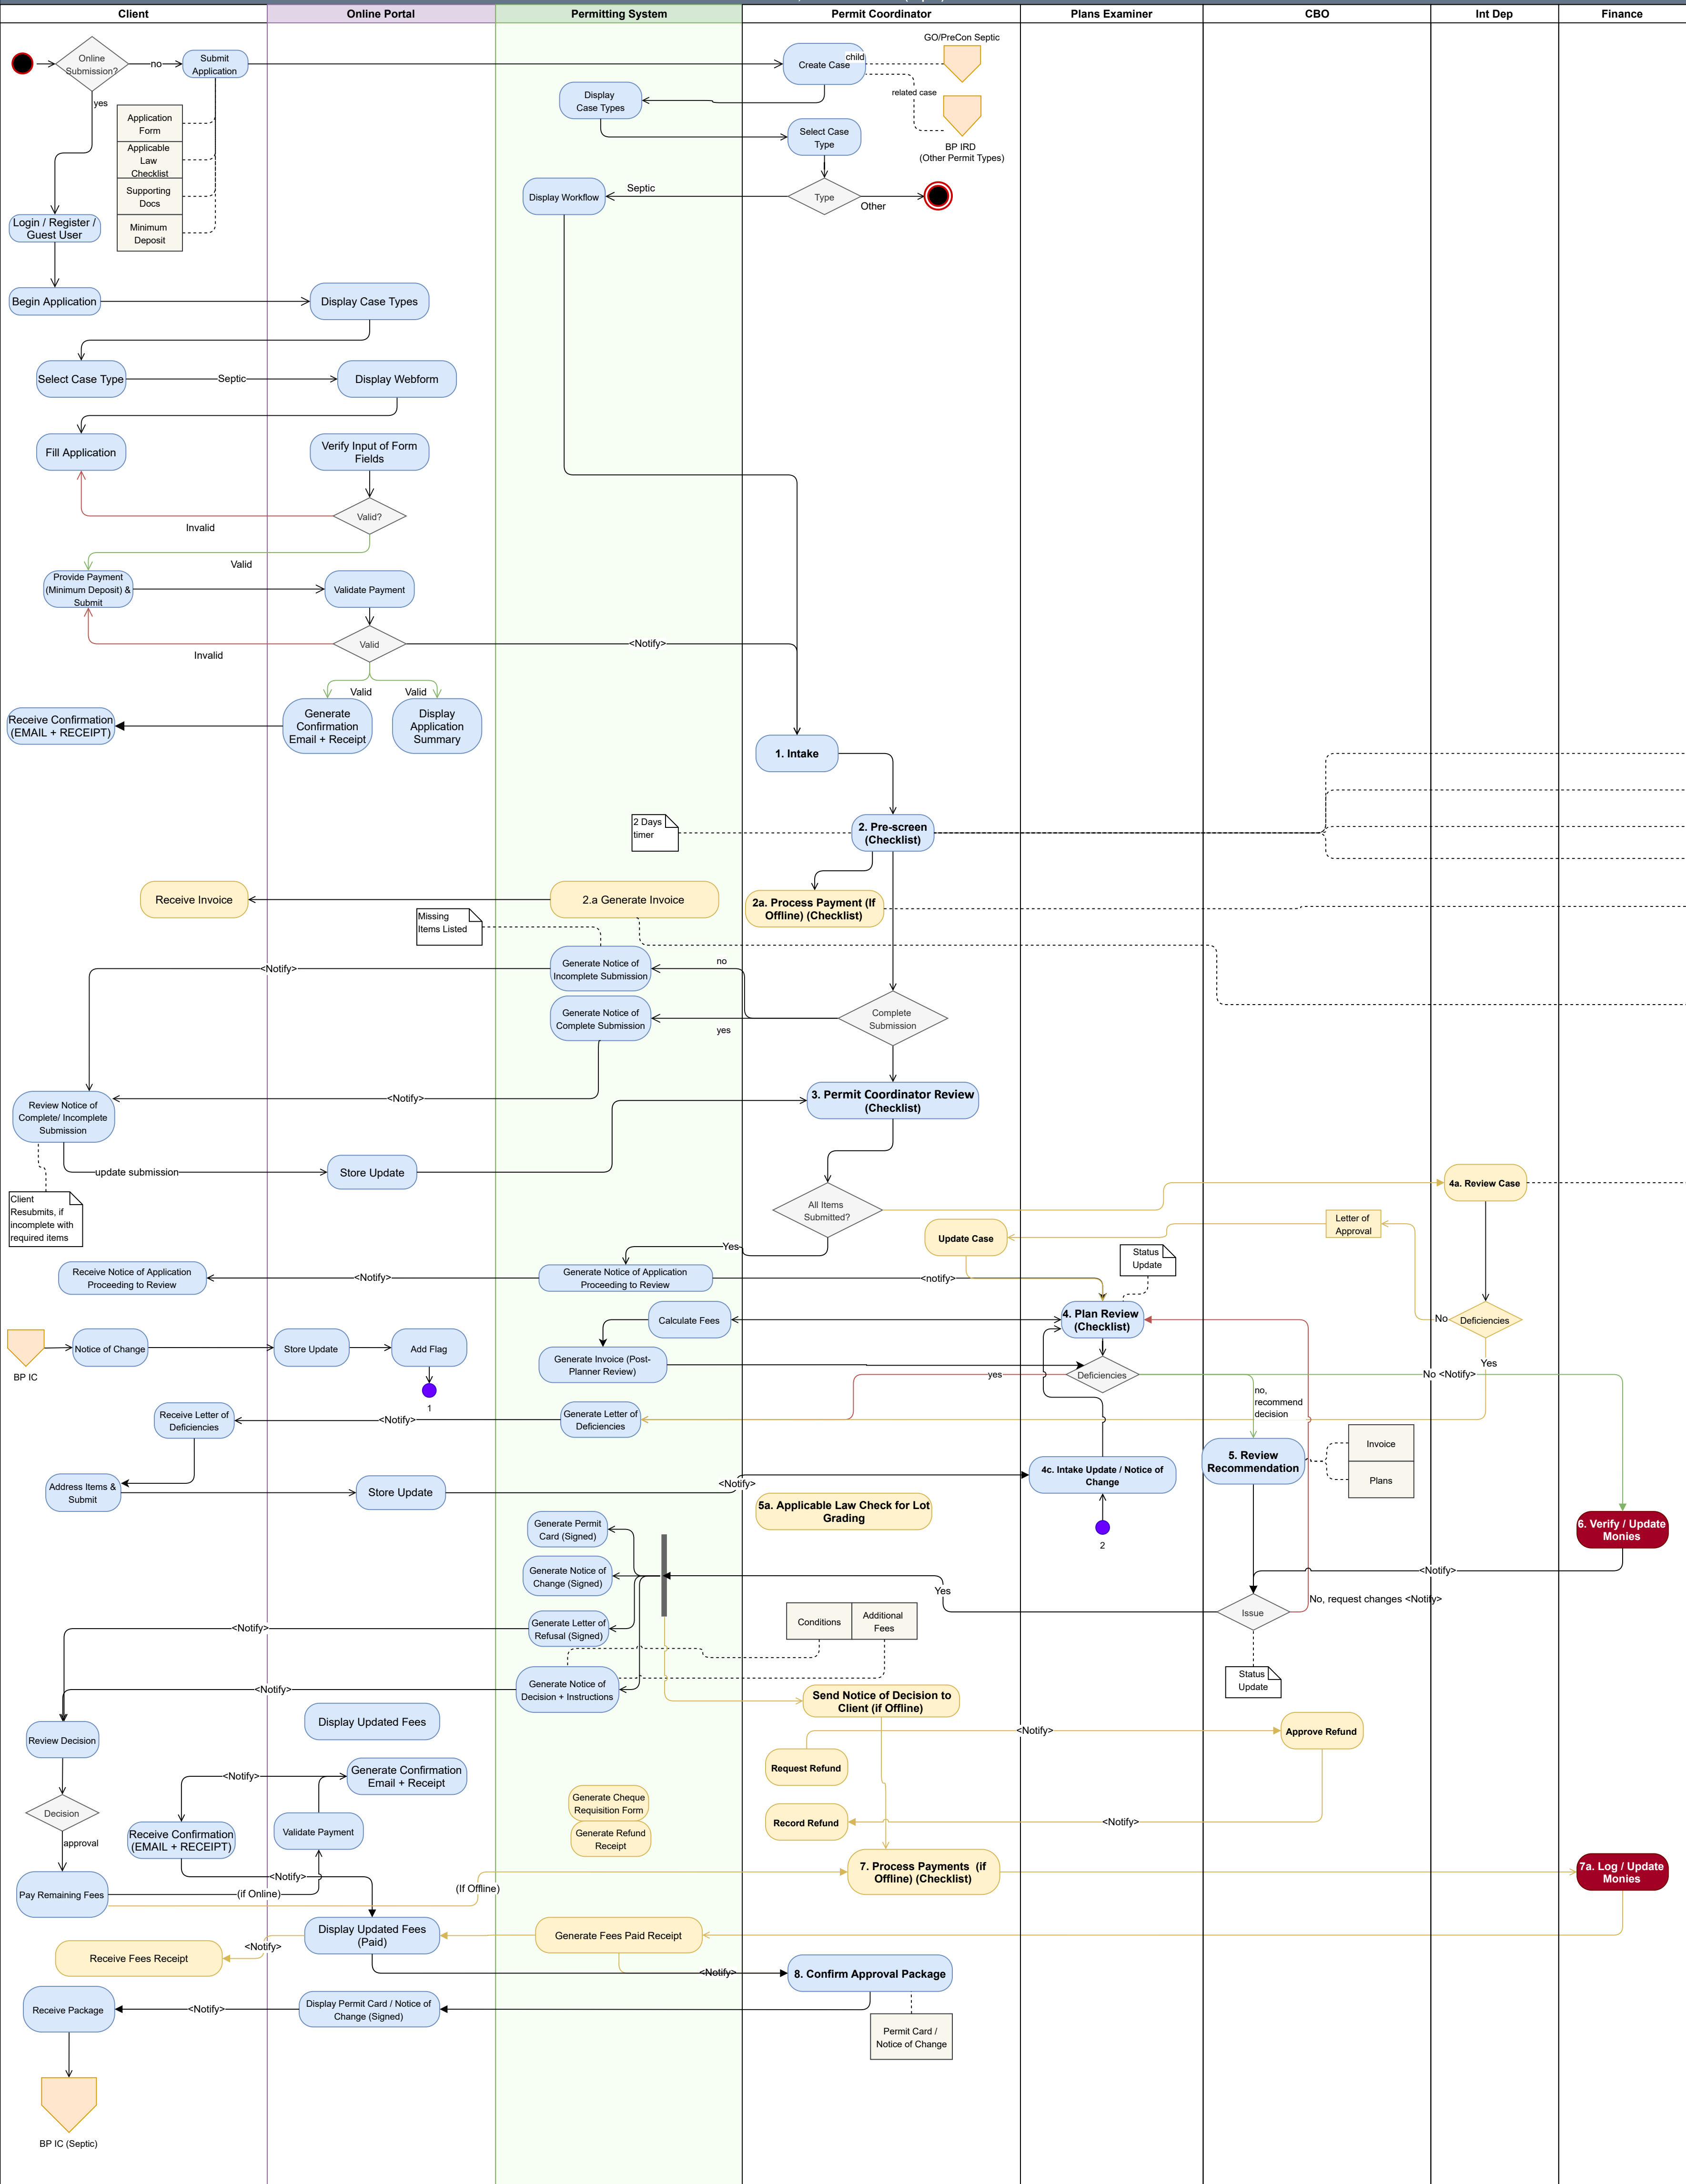 Client
Online Portal
Permitting System
Permit Coordinator
Plans Examiner
CBO
Int Dep
Finance
Online
Submission?
no
Submit
Application
yes
Application
Form
Applicable
Law
Checklist
Supporting
Docs
Minimum
Deposit
Create Case
child
GO/PreCon Septic
related case
BP IRD
(Other Permit Types)
Display
Case Types
Select Case
Type
Type
Septic
Other
Display Workflow
Login / Register /
Guest User
Begin Application
Display Case Types
Select Case Type
Septic
Display Webform
Fill Application
Verify Input of Form
Fields
Valid?
Invalid
Valid
Provide Payment
(Minimum Deposit) &
Submit
Validate Payment
Valid
Invalid
<Notify>
Valid
Valid
Receive Confirmation
(EMAIL + RECEIPT)
Generate
Confirmation
Email + Receipt
Display
Application
Summary
1. Intake
2 Days
timer
2. Pre-screen
(Checklist)
Receive Invoice
2.a Generate Invoice
2a. Process Payment (If
Offline) (Checklist)
Missing
Items Listed
<Notify>
Generate Notice of
Incomplete Submission
no
Generate Notice of
Complete Submission
yes
Complete
Submission
Review Notice of
Complete/ Incomplete
Submission
<Notify>
3. Permit Coordinator Review
(Checklist)
update submission
Store Update
Client
Resubmits, if
incomplete with
required items
All Items
Submitted?
4a. Review Case
Update Case
Letter of
Approval
Yes
Status
Update
Receive Notice of Application
Proceeding to Review
<Notify>
Generate Notice of Application
Proceeding to Review
<notify>
Calculate Fees
4. Plan Review
(Checklist)
No
Deficiencies
BP IC
Notice of Change
Store Update
Add Flag
1
Generate Invoice (Post-
Planner Review)
yes
Deficiencies
Yes
No <Notify>
no,
recommend
decision
Receive Letter of
Deficiencies
<Notify>
Generate Letter of
Deficiencies
Invoice
Plans
5. Review
Recommendation
Address Items &
Submit
Store Update
<Notify>
4c. Intake Update / Notice of
Change
2
5a. Applicable Law Check for Lot
Grading
6. Verify / Update
Monies
Generate Permit
Card (Signed)
Generate Notice of
Change (Signed)
<Notify>
Yes
No, request changes <Notify>
Issue
Conditions
Additional
Fees
<Notify>
Generate Letter of
Refusal (Signed)
Status
Update
<Notify>
Generate Notice of
Decision + Instructions
Send Notice of Decision to
Client (if Offline)
Display Updated Fees
Review Decision
<Notify>
Approve Refund
Request Refund
<Notify>
Generate Confirmation
Email + Receipt
Generate Cheque
Requisition Form
Generate Refund
Receipt
Record Refund
<Notify>
Decision
approval
Receive Confirmation
(EMAIL + RECEIPT)
Validate Payment
<Notify>
Pay Remaining Fees
(if Online)
(If Offline)
7. Process Payments (if
Offline) (Checklist)
7a. Log / Update
Monies
Display Updated Fees
(Paid)
Generate Fees Paid Receipt
<Notify>
Receive Fees Receipt
<Notify>
8. Confirm Approval Package
Receive Package
<Notify>
Display Permit Card / Notice of
Change (Signed)
Permit Card /
Notice of Change
BP IC (Septic)